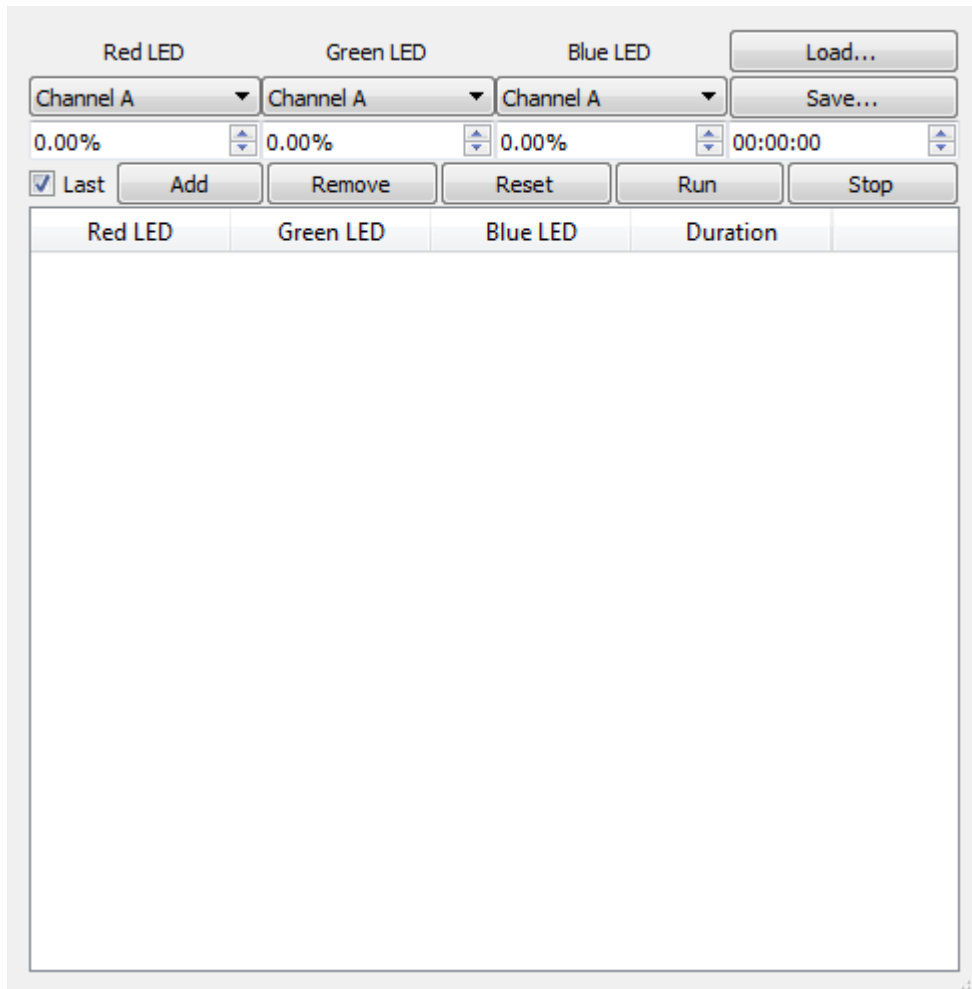 Red LED Green LED Blue LED Load...
Channel A Channel A Channel A Save...
0.00% 0.00% 0.00% 00:00:00
Last Add Remove Reset Run Stop
Red LED Green LED Blue LED Duration